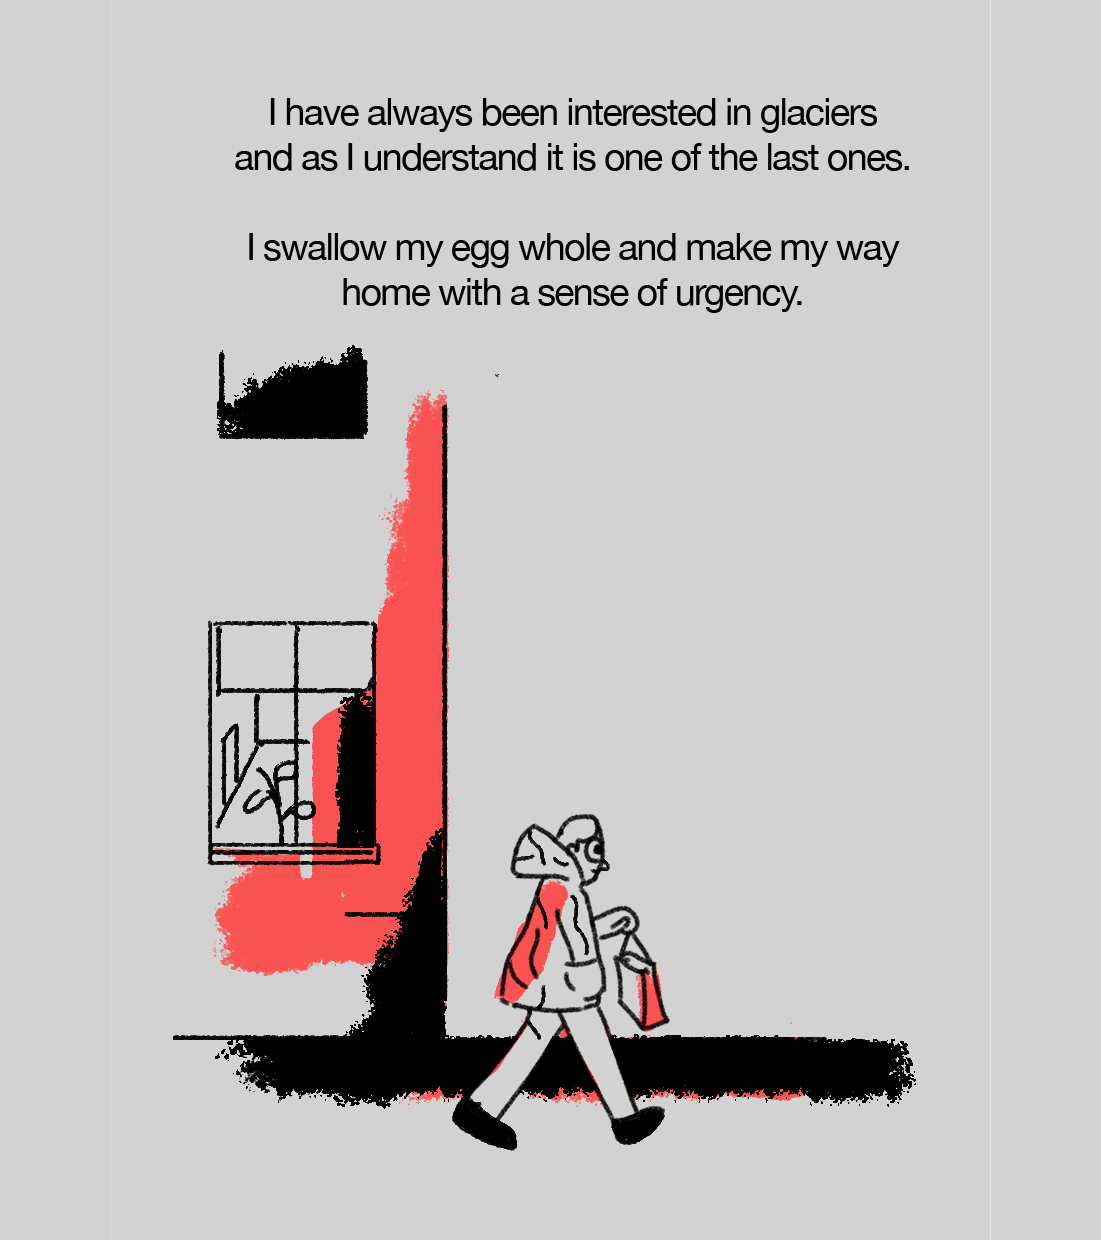 I have always been interested in glaciers
and as I understand it is one of the last ones.
I swallow my egg whole and make my way
home with a sense of urgency.